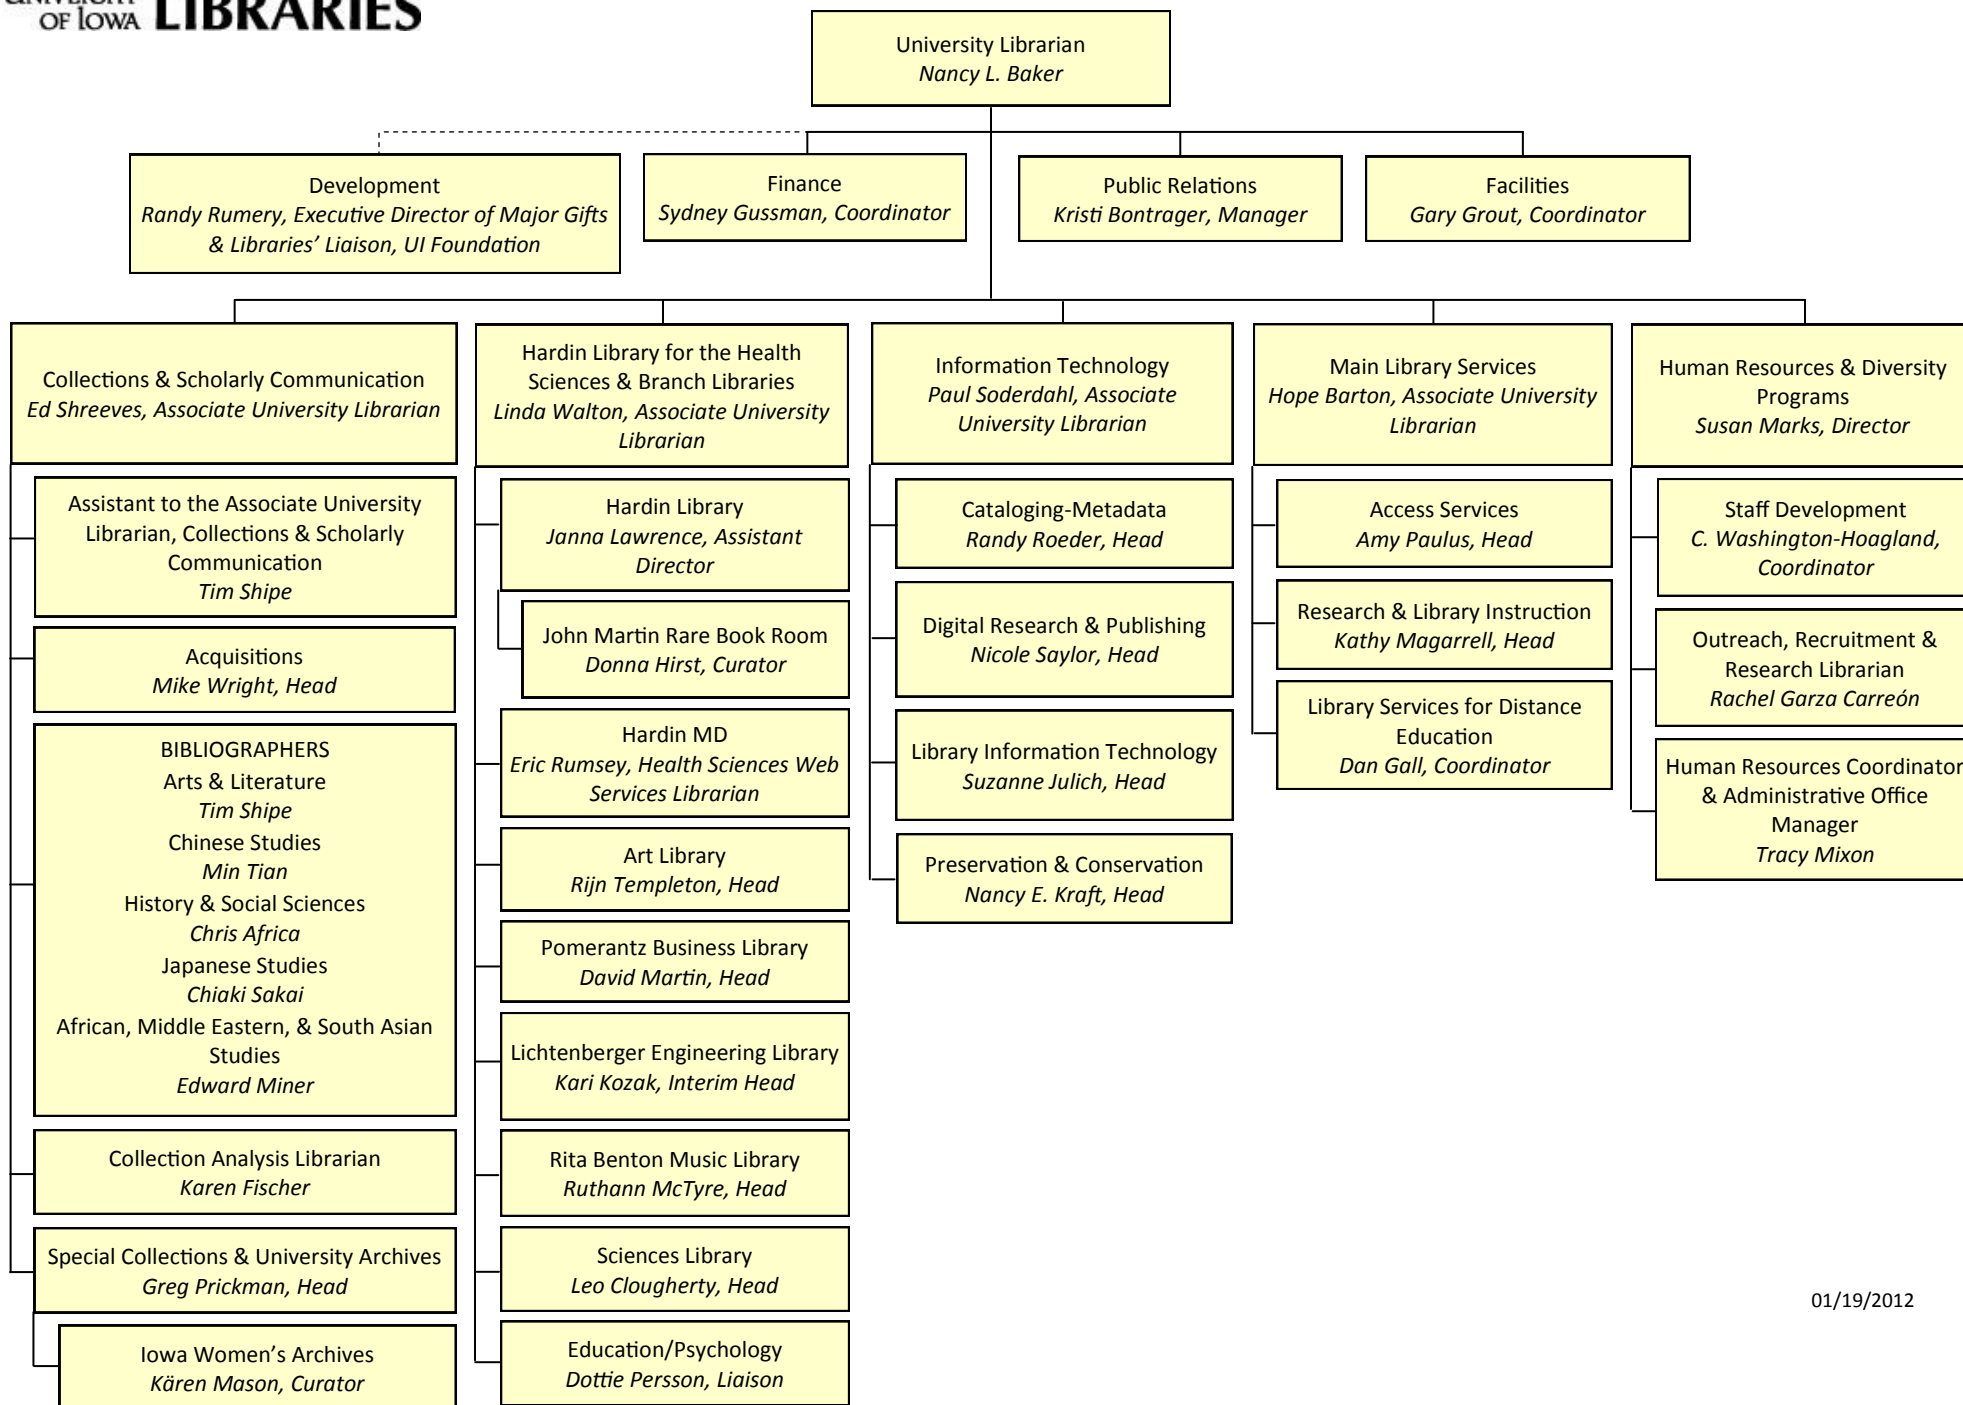 OF IOWA LIBRARIES
University Librarian
Nancy L. Baker
Development
Randy Rumery, Executive Director of Major Gifts
& Libraries' Liaison, UI Foundation
Finance
Sydney Gussman, Coordinator
Public Relations
Kristi Bontrager, Manager
Facilities
Gary Grout, Coordinator
Collections & Scholarly Communication
Ed Shreeves, Associate University Librarian
Assistant to the Associate University
Librarian, Collections & Scholarly
Communication
Tim Shipe
Acquisitions
Mike Wright, Head
BIBLIOGRAPHERS
Arts & Literature
Tim Shipe
Chinese Studies
Min Tian
History & Social Sciences
Chris Africa
Japanese Studies
Chiaki Sakai
African, Middle Eastern, & South Asian
Studies
Edward Miner
Collection Analysis Librarian
Karen Fischer
Special Collections & University Archives
Greg Prickman, Head
Iowa Women's Archives
Kären Mason, Curator
Hardin Library for the Health
Sciences & Branch Libraries
Linda Walton, Associate University
Librarian
Hardin Library
Janna Lawrence, Assistant
Director
John Martin Rare Book Room
Donna Hirst, Curator
Hardin MD
Eric Rumsey, Health Sciences Web
Services Librarian
Art Library
Rijn Templeton, Head
Pomerantz Business Library
David Martin, Head
Lichtenberger Engineering Library
Kari Kozak, Interim Head
Rita Benton Music Library
Ruthann McTyre, Head
Sciences Library
Leo Clougherty, Head
Education/Psychology
Dottie Persson, Liaison
Information Technology
Paul Soderdahl, Associate
University Librarian
Cataloging-Metadata
Randy Roeder, Head
Digital Research & Publishing
Nicole Saylor, Head
Library Information Technology
Suzanne Julich, Head
Preservation & Conservation
Nancy E. Kraft, Head
Main Library Services
Hope Barton, Associate University
Librarian
Access Services
Amy Paulus, Head
Research & Library Instruction
Kathy Magarrell, Head
Library Services for Distance
Education
Dan Gall, Coordinator
Human Resources & Diversity
Programs
Susan Marks, Director
Staff Development
C. Washington-Hoagland,
Coordinator
Outreach, Recruitment &
Research Librarian
Rachel Garza Carreón
Human Resources Coordinator
& Administrative Office
Manager
Tracy Mixon
01/19/2012